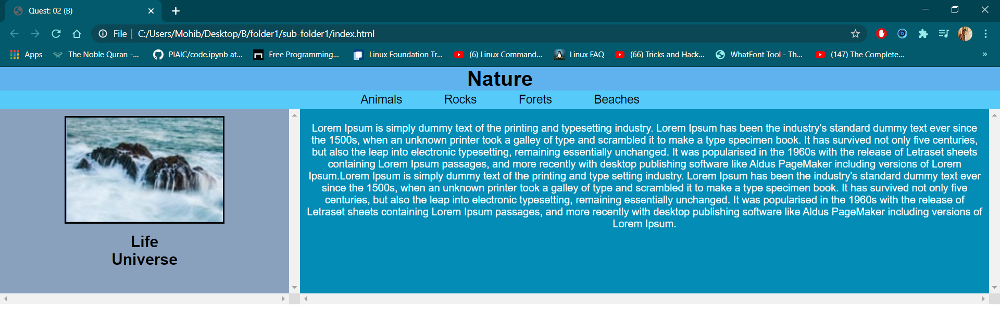 Quest: 02 (B)
File | C:/Users/Mohib/Desktop/B/folder1/sub-folder1/index.html
Apps The Noble Quran -... PIAIC/code.ipynb at... Free Programming... Linux Foundation Tr... (6) Linux Command... Linux FAQ (66) Tricks and Hack... WhatFont Tool - Th... (147) The Complete... »
Nature
Animals Rocks Forets Beaches
Life
Universe
Lorem Ipsum is simply dummy text of the printing and typesetting industry. Lorem Ipsum has been the industry's standard dummy text ever since
the 1500s, when an unknown printer took a galley of type and scrambled it to make a type specimen book. It has survived not only five centuries,
but also the leap into electronic typesetting, remaining essentially unchanged. It was popularised in the 1960s with the release of Letraset sheets
containing Lorem Ipsum passages, and more recently with desktop publishing software like Aldus PageMaker including versions of Lorem
Ipsum.Lorem Ipsum is simply dummy text of the printing and type setting industry. Lorem Ipsum has been the industry's standard dummy text ever
since the 1500s, when an unknown printer took a galley of type and scrambled it to make a type specimen book. It has survived not only five
centuries, but also the leap into electronic typesetting, remaining essentially unchanged. It was popularised in the 1960s with the release of
Letraset sheets containing Lorem Ipsum passages, and more recently with desktop publishing software like Aldus PageMaker including versions of
Lorem Ipsum.